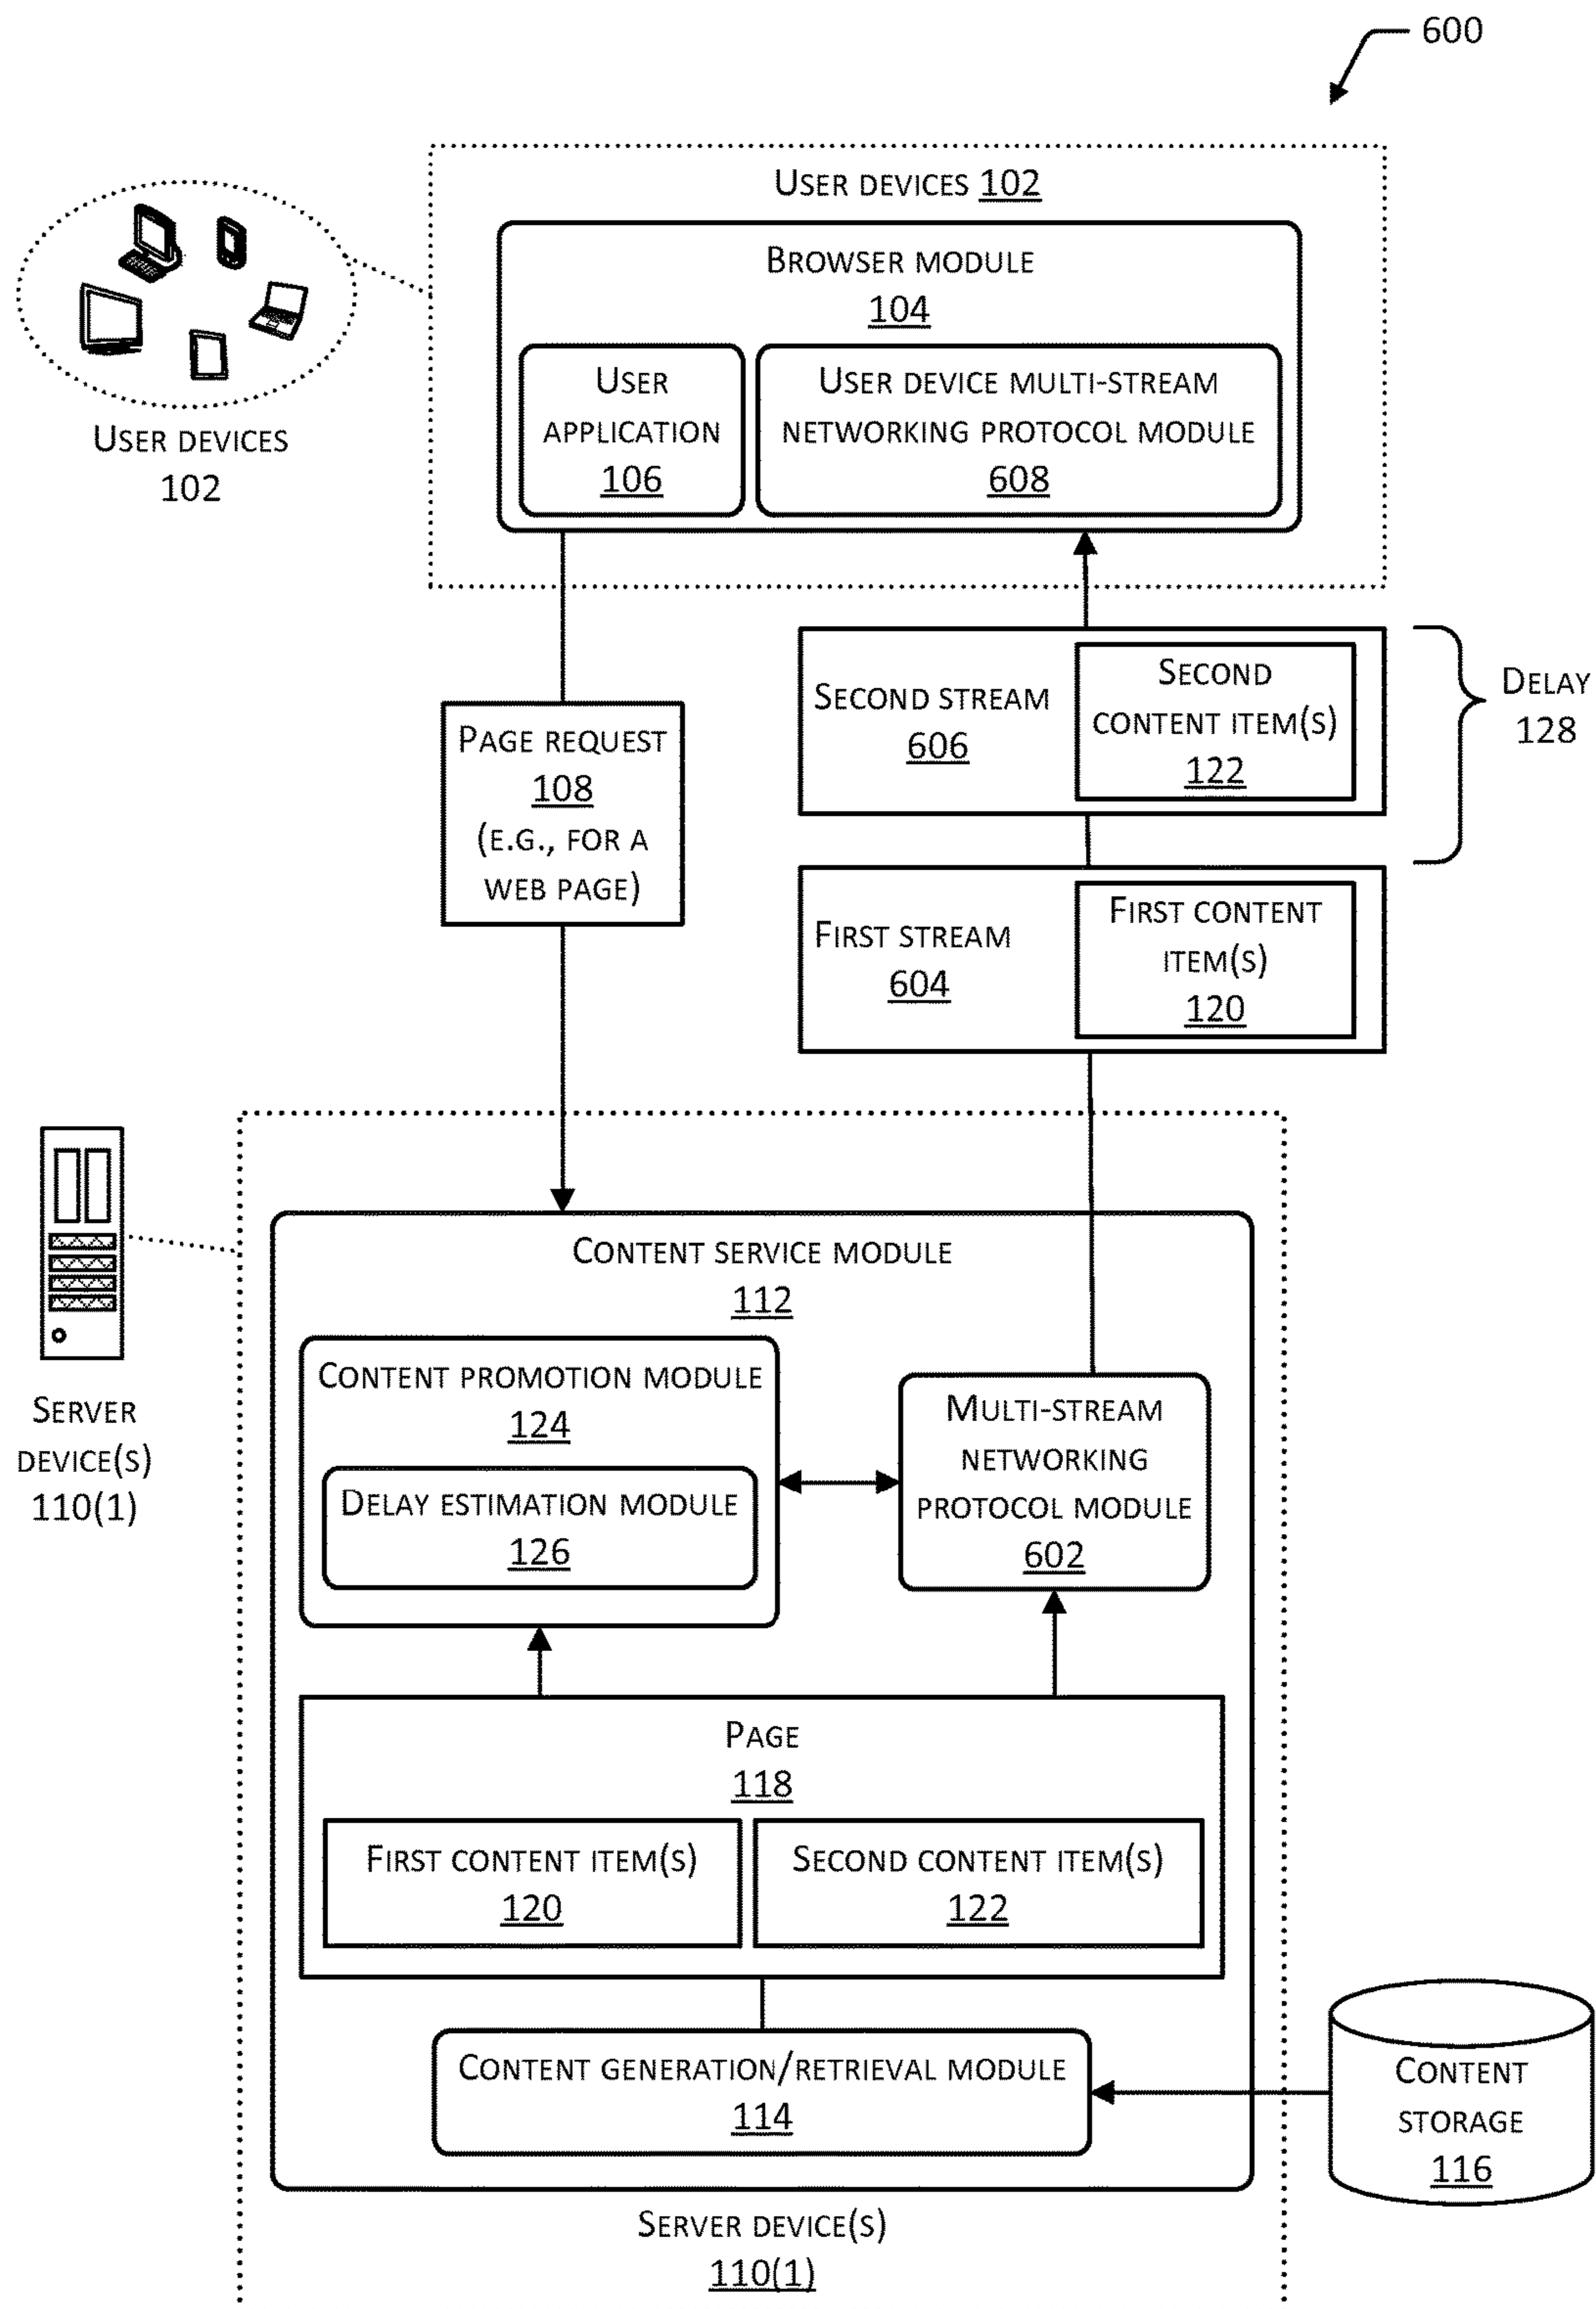 600
User devices 102
Browser module
104
User
application
106
User device multi-stream
networking protocol module
608
User devices
102
Page request
108
(e.g., for a
web page)
Second stream
606
Second
content item(s)
122
Delay
128
First stream
604
First content
item(s)
120
Content service module
112
Content promotion module
124
Delay estimation module
126
Multi-stream
networking
protocol module
602
Server
device(s)
110(1)
Page
118
First content item(s)
120
Second content item(s)
122
Content generation/retrieval module
114
Content
storage
116
Server device(s)
110(1)